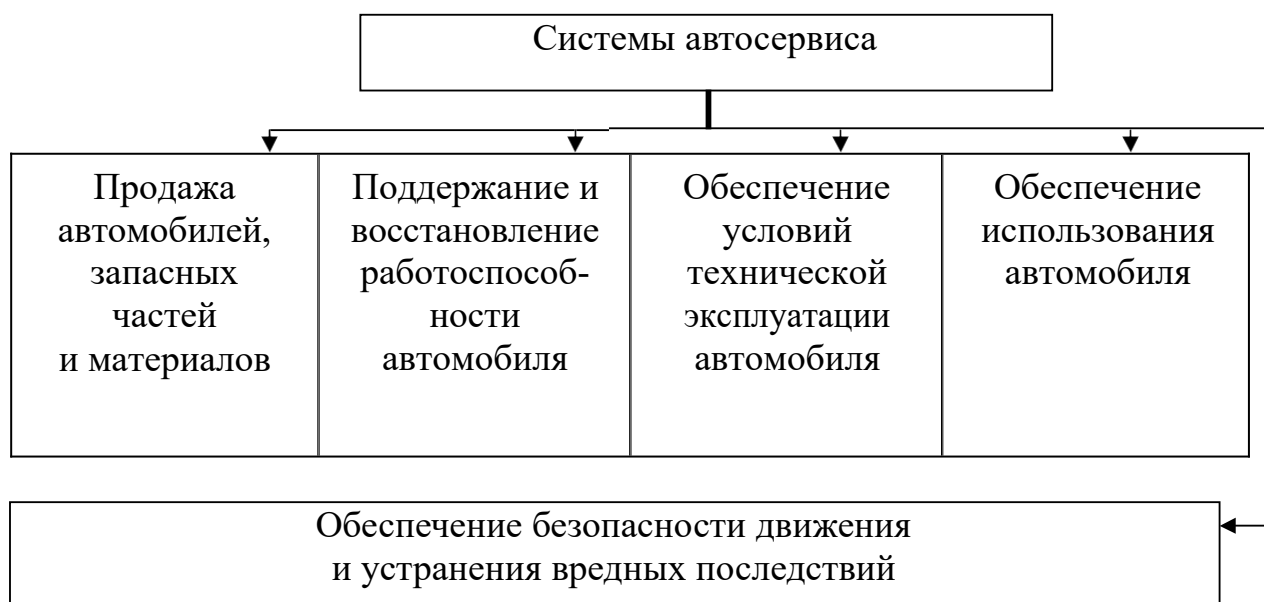 Системы автосервиса
Продажа
автомобилей,
запасных
частей
и материалов
Поддержание и
восстановление
работоспособ-
ности
автомобиля
Обеспечение
условий
технической
эксплуатации
автомобиля
Обеспечение
использования
автомобиля
Обеспечение безопасности движения
и устранения вредных последствий